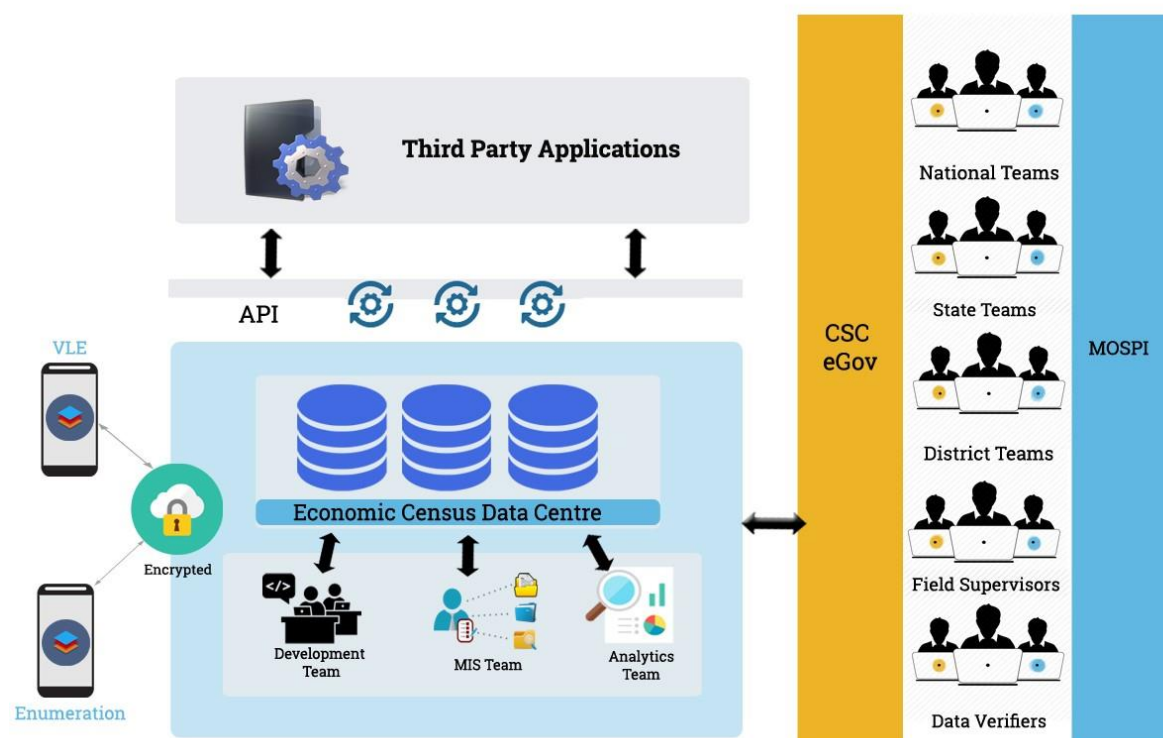 Third Party Applications
API
VLE
Enumeration
Encrypted
Economic Census Data Centre
</>
Development
Team
MIS Team
Analytics
Team
CSC
eGov
National Teams
State Teams
District Teams
Field Supervisors
Data Verifiers
MOSPI